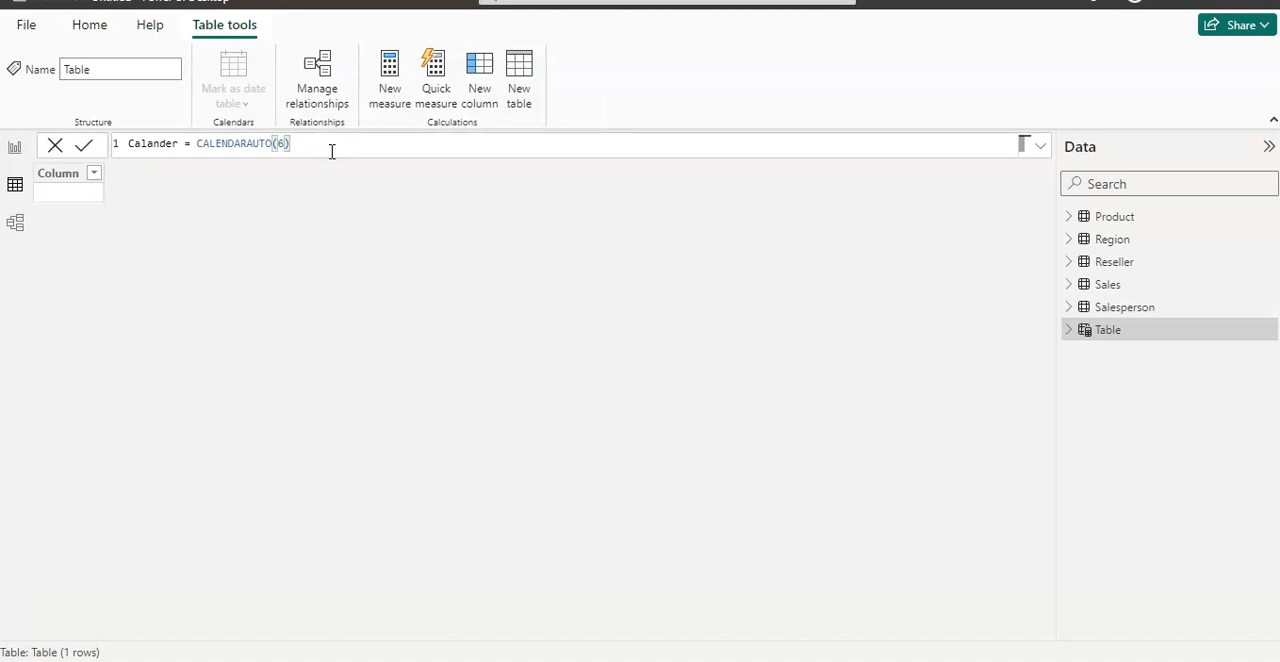 File Home Help Table tools Share
Name Table
Mark as date table
Manage relationships
New measure
Quick measure
New column
New table
Structure Calendars Relationships Calculations
1 Calander = CALENDARAUTO(6)
Column
Data
Search
Product
Region
Reseller
Sales
Salesperson
Table
Table: Table (1 rows)